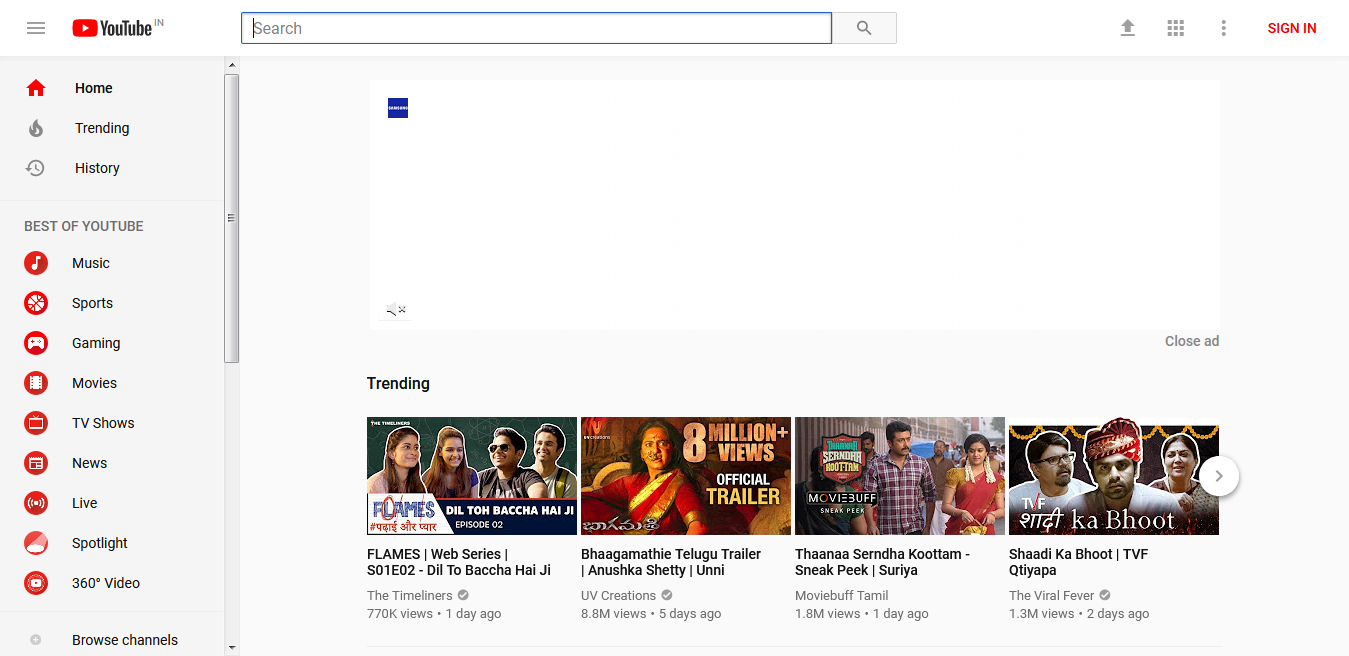 YouTube IN
Search
SIGN IN
Home
Trending
History
BEST OF YOUTUBE
Music
Sports
Gaming
Movies
TV Shows
News
Live
Spotlight
360° Video
Browse channels
SAMSUNG
Close ad
Trending
THE TIMELINERS
FLAMES
#पढ़ाई और प्यार
DIL TOH BACCHA HAI JI
EPISODE 02
FLAMES | Web Series |
S01E02 - Dil To Baccha Hai Ji
The Timeliners
770K views • 1 day ago
UV creations
8 MILLION+
VIEWS
OFFICIAL
TRAILER
భాగమతి
Bhaagamathie Telugu Trailer
| Anushka Shetty | Unni
UV Creations
8.8M views • 5 days ago
THAANAA
SERNDHA
KOOTTAM
MOVIEBUFF
SNEAK PEEK
Thaanaa Serndha Koottam -
Sneak Peek | Suriya
Moviebuff Tamil
1.8M views • 1 day ago
TVF
शादी ka Bhoot
Shaadi Ka Bhoot | TVF
Qtiyapa
The Viral Fever
1.3M views • 2 days ago